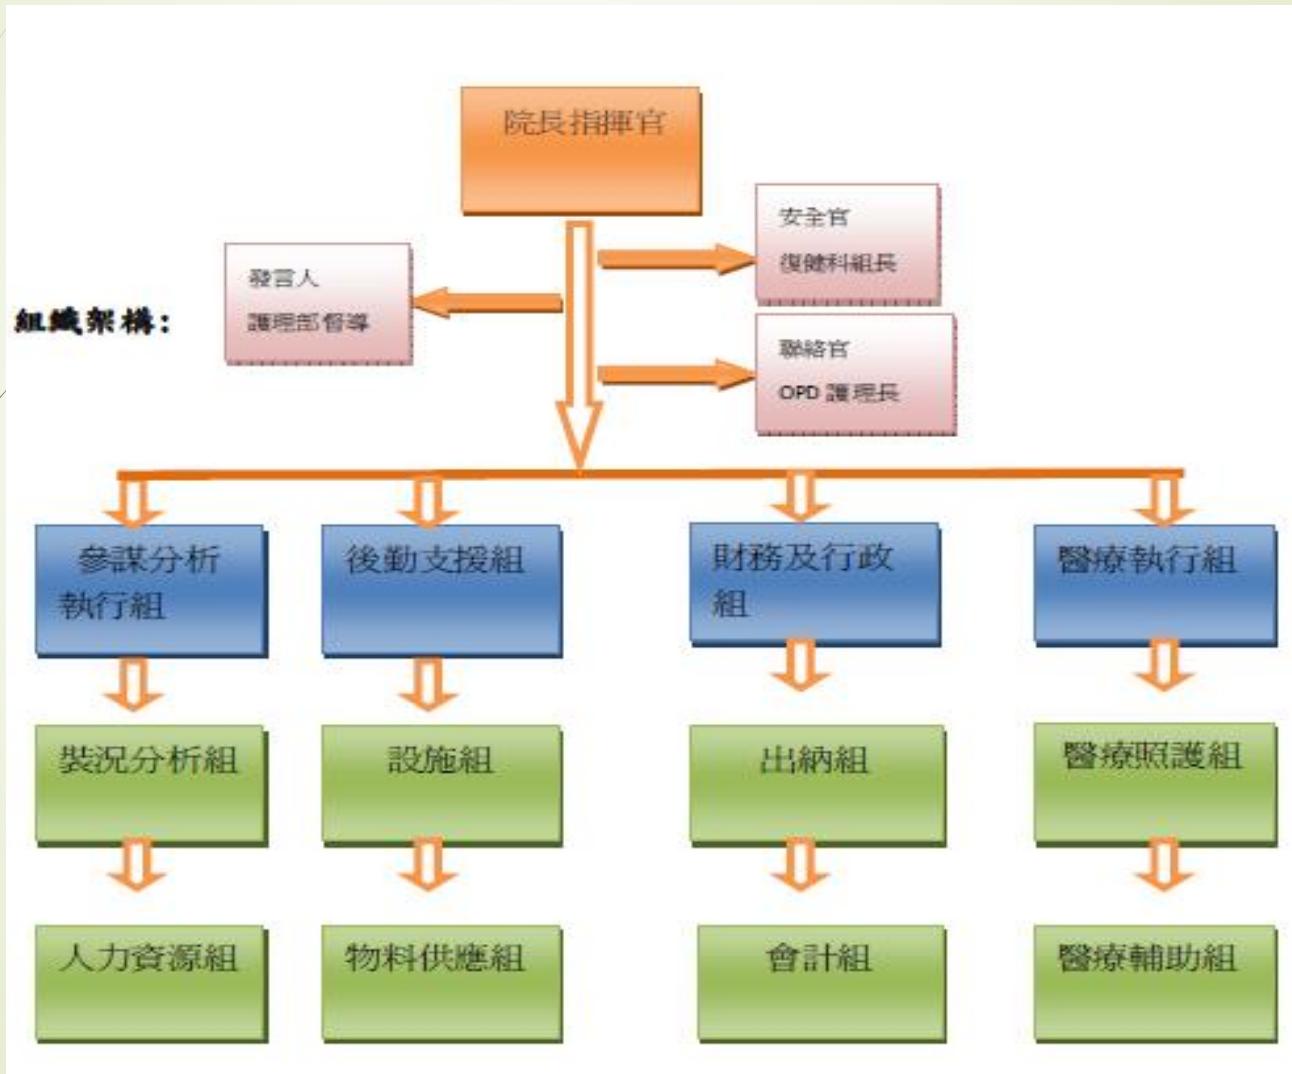 院長指揮官
安全官
復健科組長
發言人
護理部督導
組織架構:
聯絡官
OPD 護理長
參謀分析
執行組
後勤支援組
財務及行政
組
醫療執行組
裝況分析組
設施組
出納組
醫療照護組
人力資源組
物料供應組
會計組
醫療輔助組